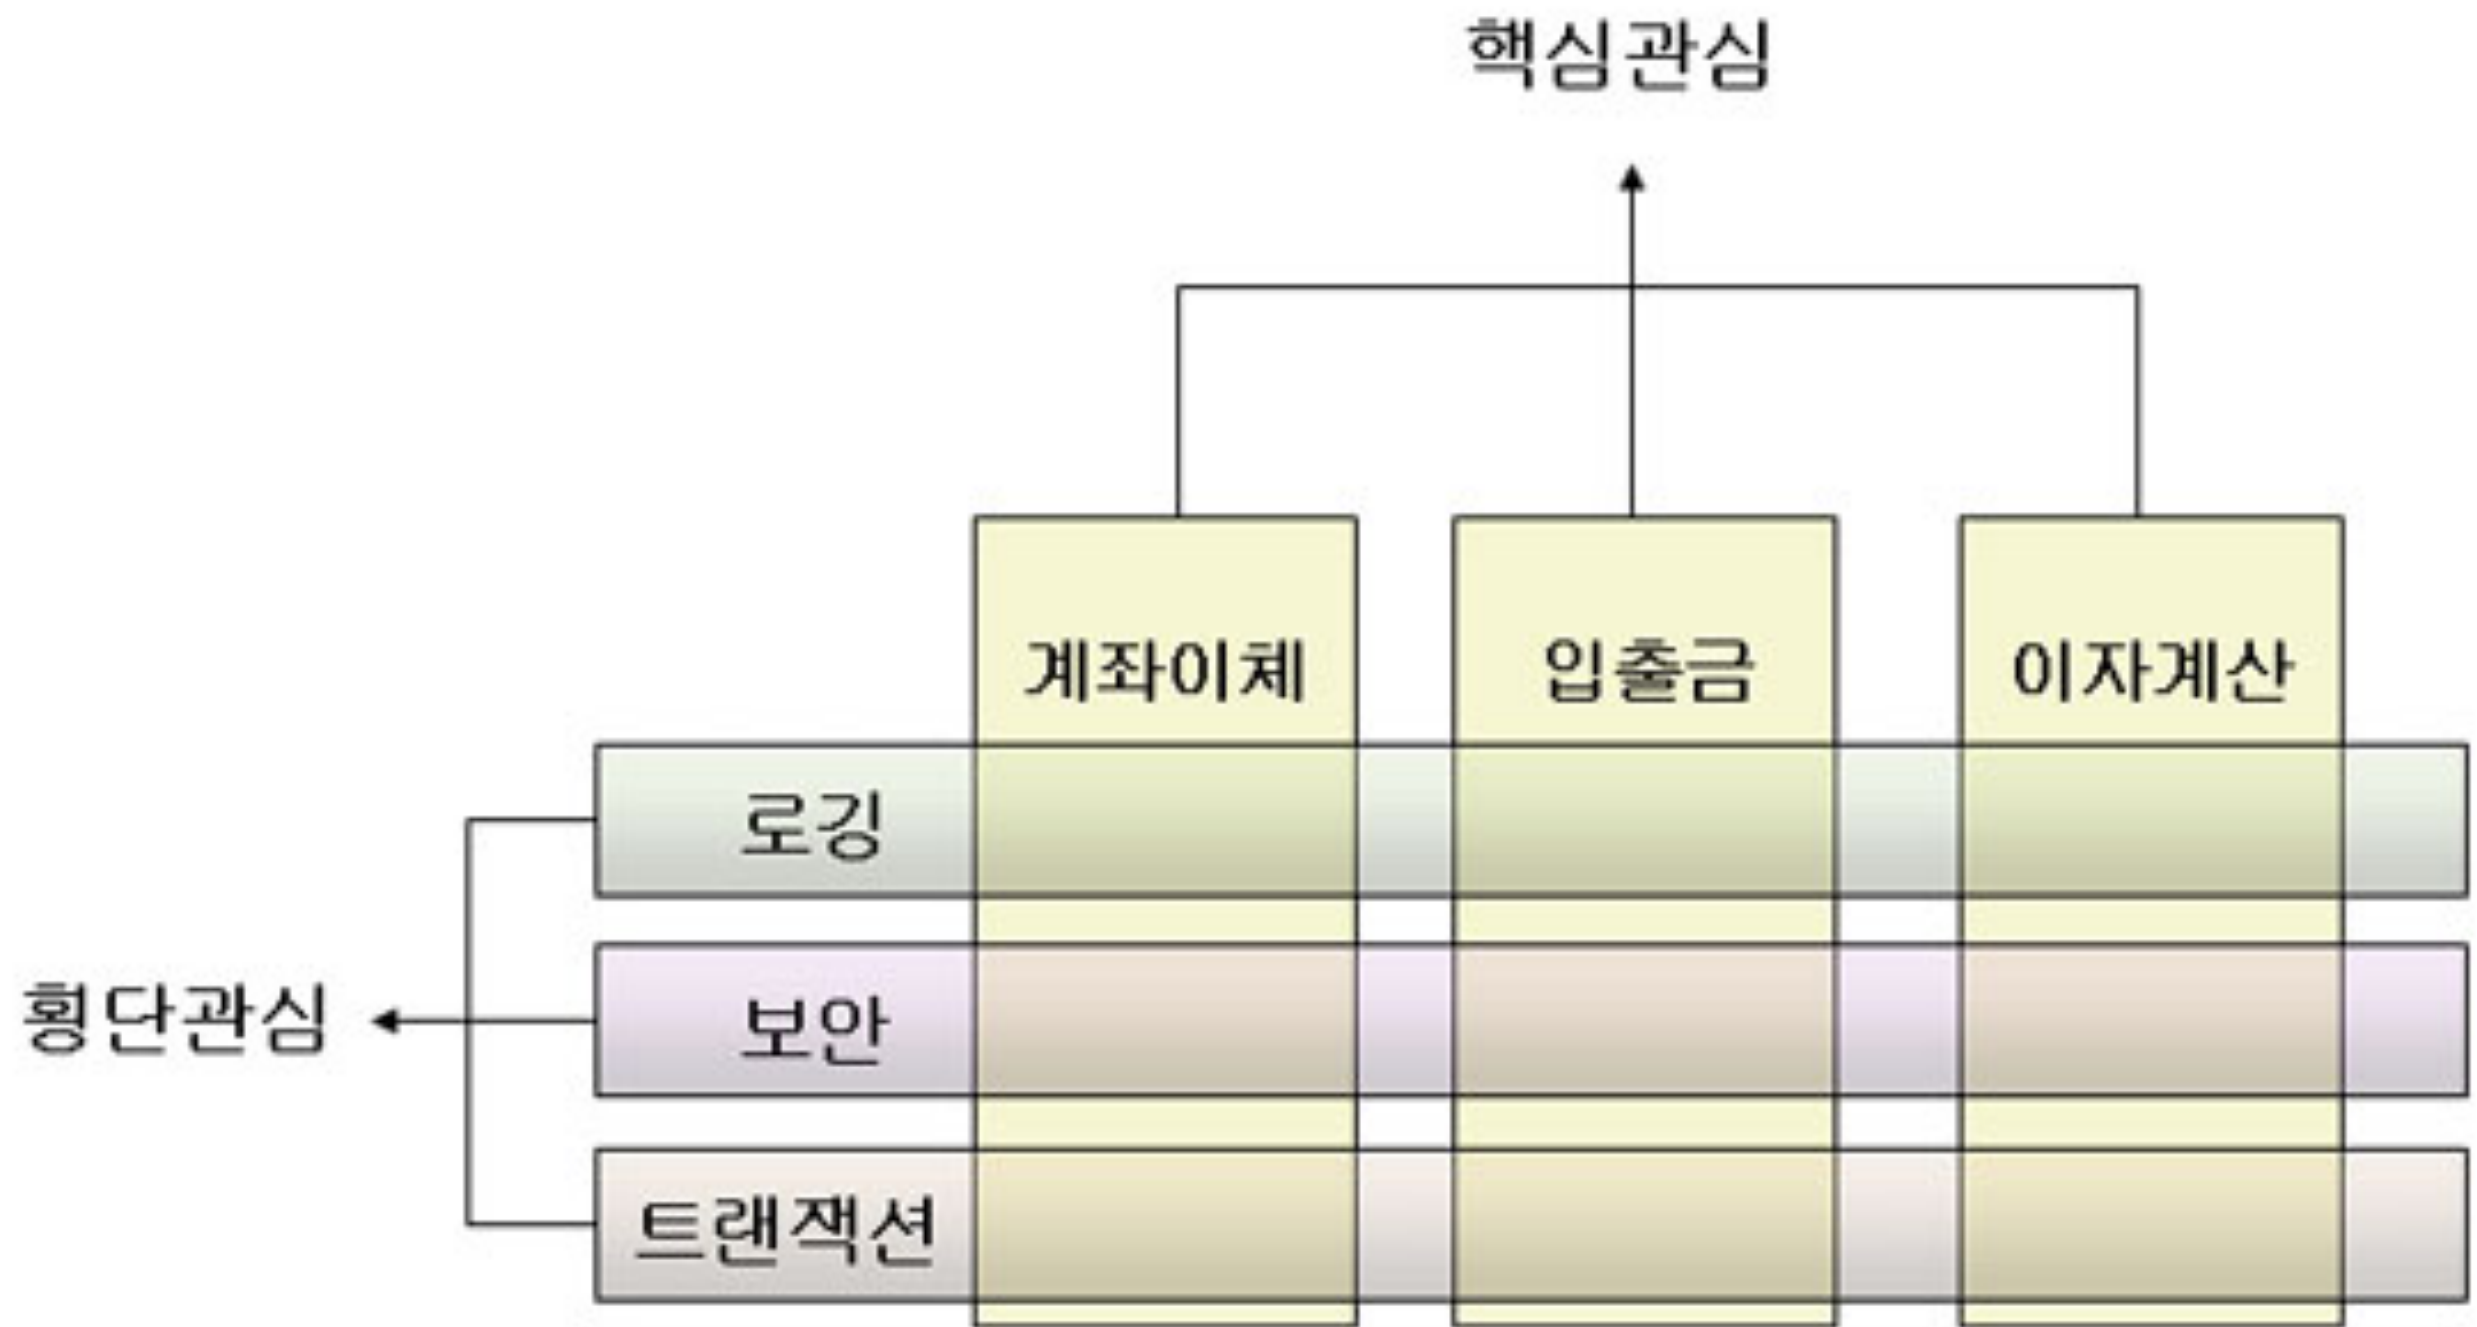 핵심관심
계좌이체
입출금
이자계산
로깅
횡단관심
보안
트랜잭션